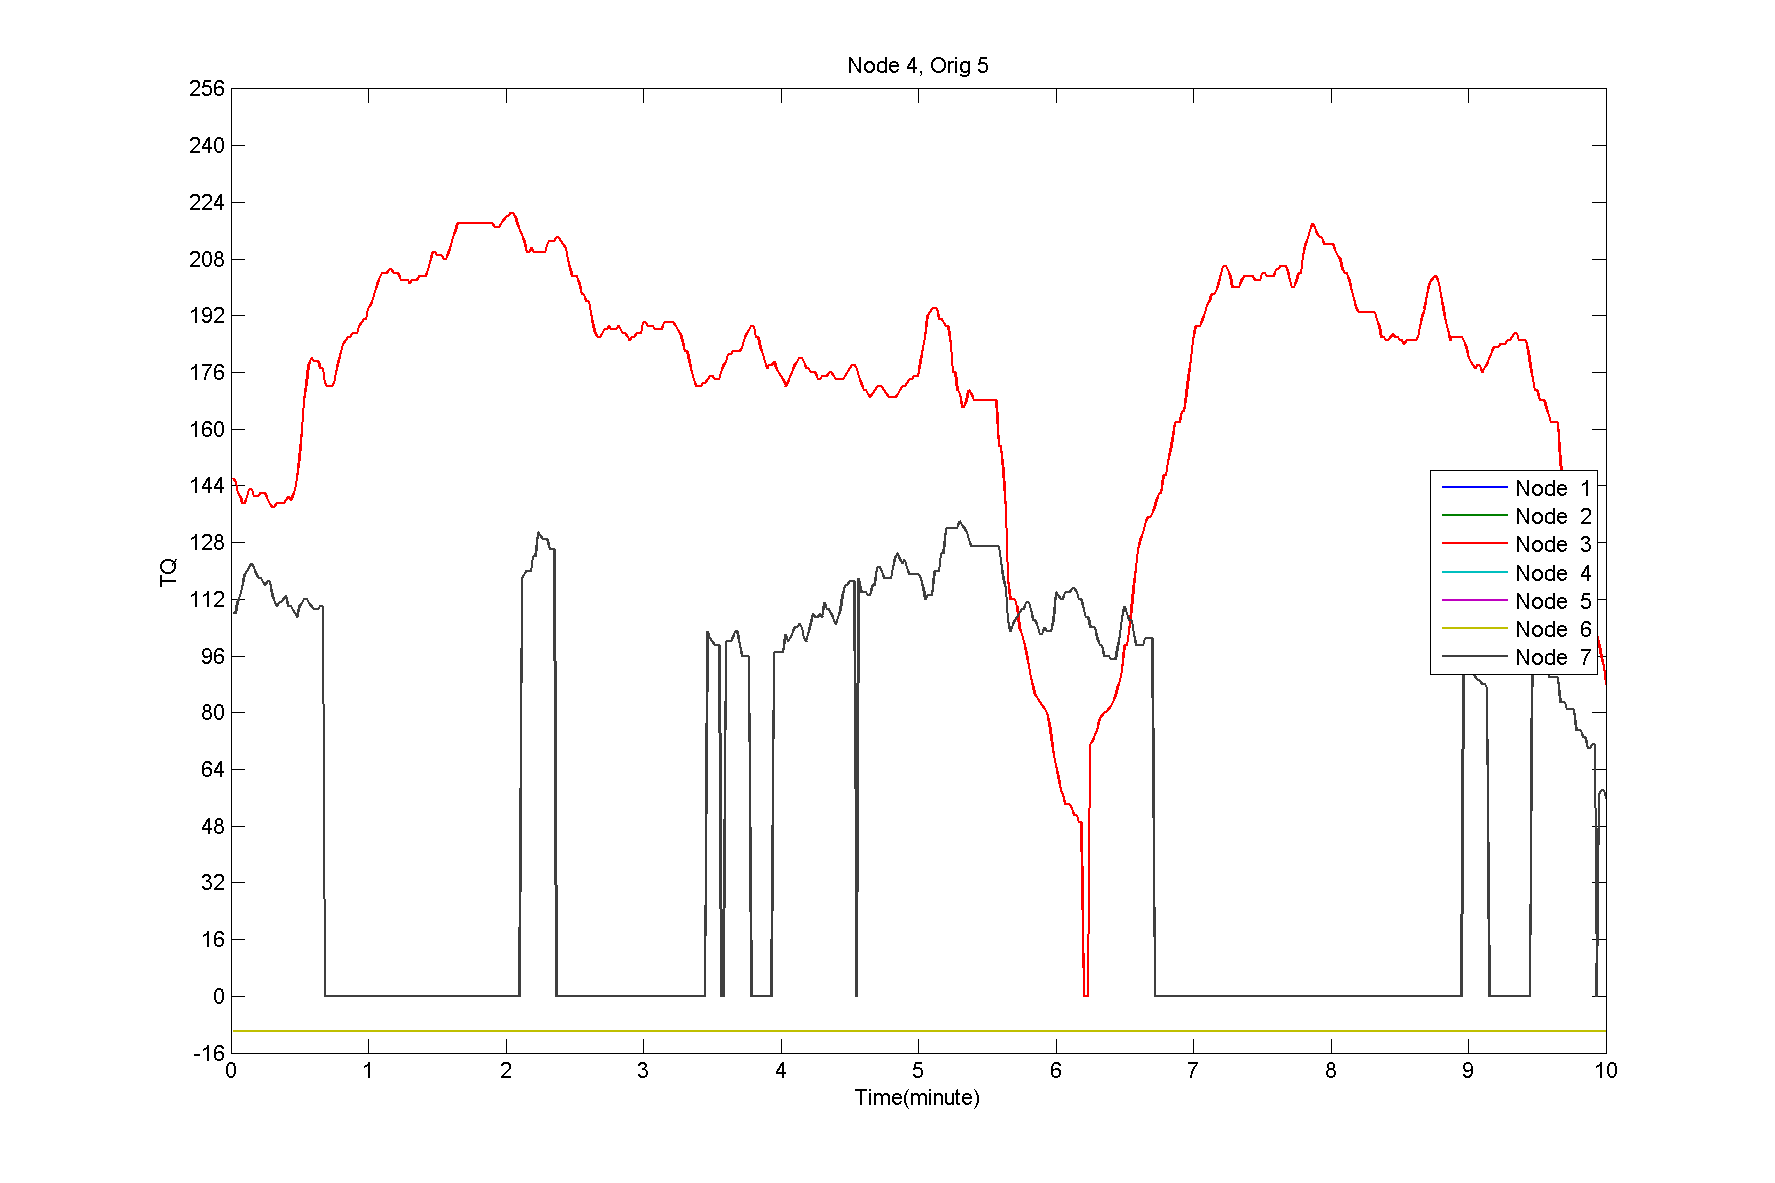 Node 4, Orig 5
256
240
224
208
192
176
160
144
128
112
96
80
64
48
32
16
0
-16
TQ
Node 1
Node 2
Node 3
Node 4
Node 5
Node 6
Node 7
0 1 2 3 4 5 6 7 8 9 10
Time(minute)